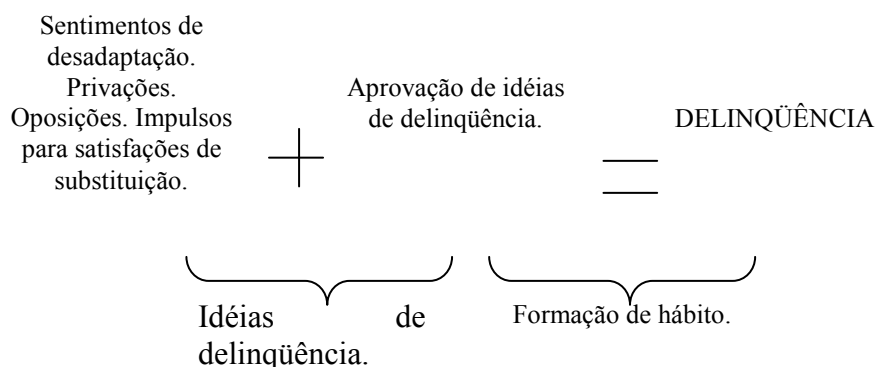 Sentimentos de
desadaptação.
Privações.
Oposições. Impulsos
para satisfações de
substituição.
+
Aprovação de idéias
de delinqüência.
=
DELINQÜÊNCIA
Idéias de
delinqüência.
Formação de hábito.